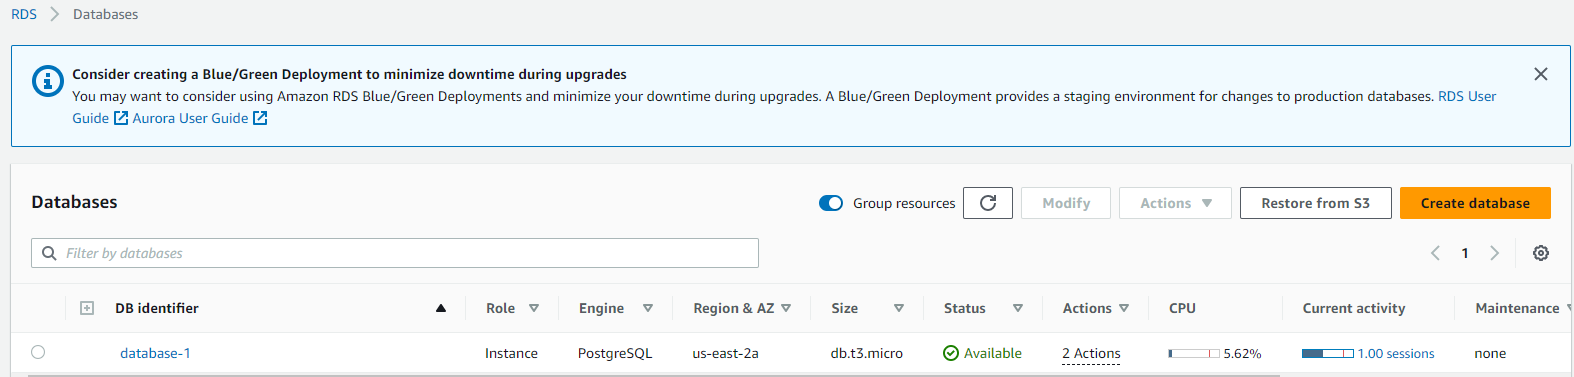 RDS > Databases
Consider creating a Blue/Green Deployment to minimize downtime during upgrades
You may want to consider using Amazon RDS Blue/Green Deployments and minimize your downtime during upgrades. A Blue/Green Deployment provides a staging environment for changes to production databases. RDS User
Guide Aurora User Guide
Databases Group resources Modify Actions Restore from S3 Create database
Filter by databases 1
DB identifier Role Engine Region & AZ Size Status Actions CPU Current activity Maintenance
database-1 Instance PostgreSQL us-east-2a db.t3.micro Available 2 Actions 5.62% 1.00 sessions none